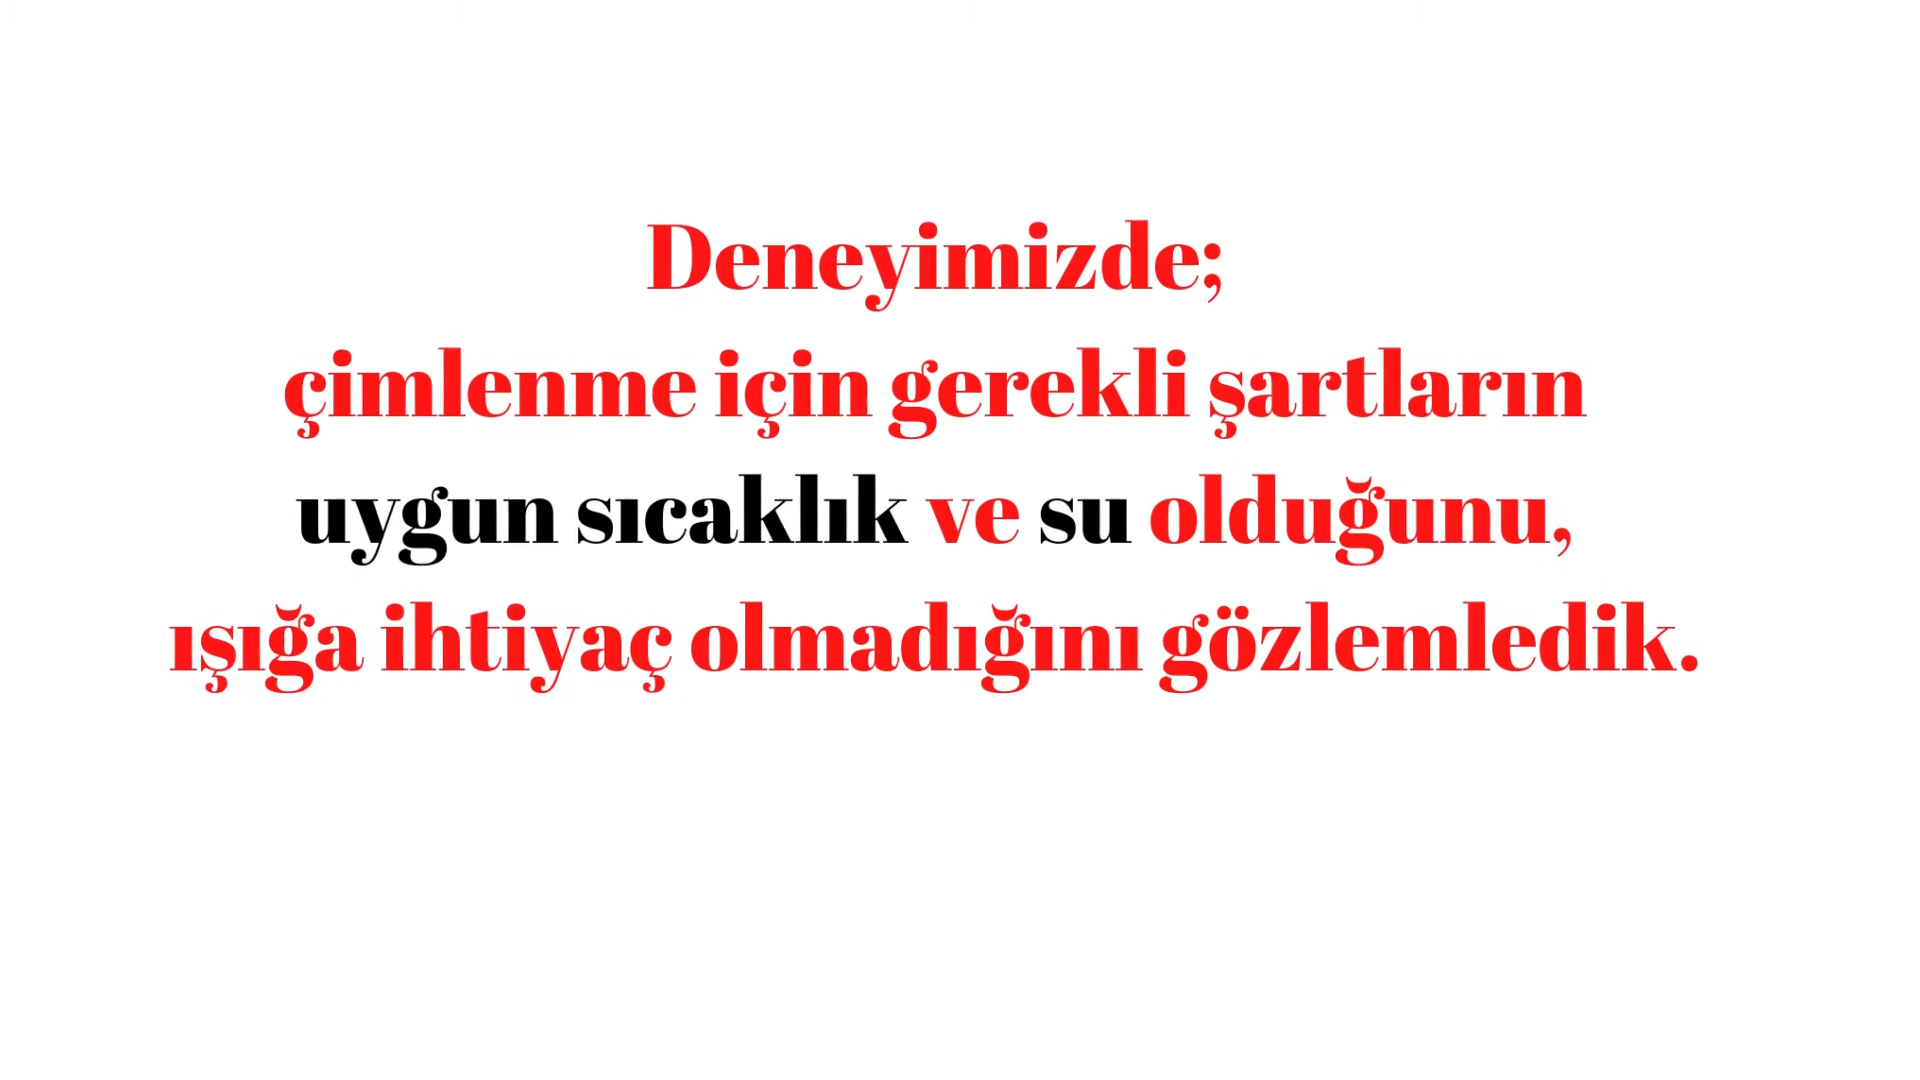 Deneyimizde;
çimlenme için gerekli şartların
uygun sıcaklık ve su olduğunu,
ışığa ihtiyaç olmadığını gözlemledik.